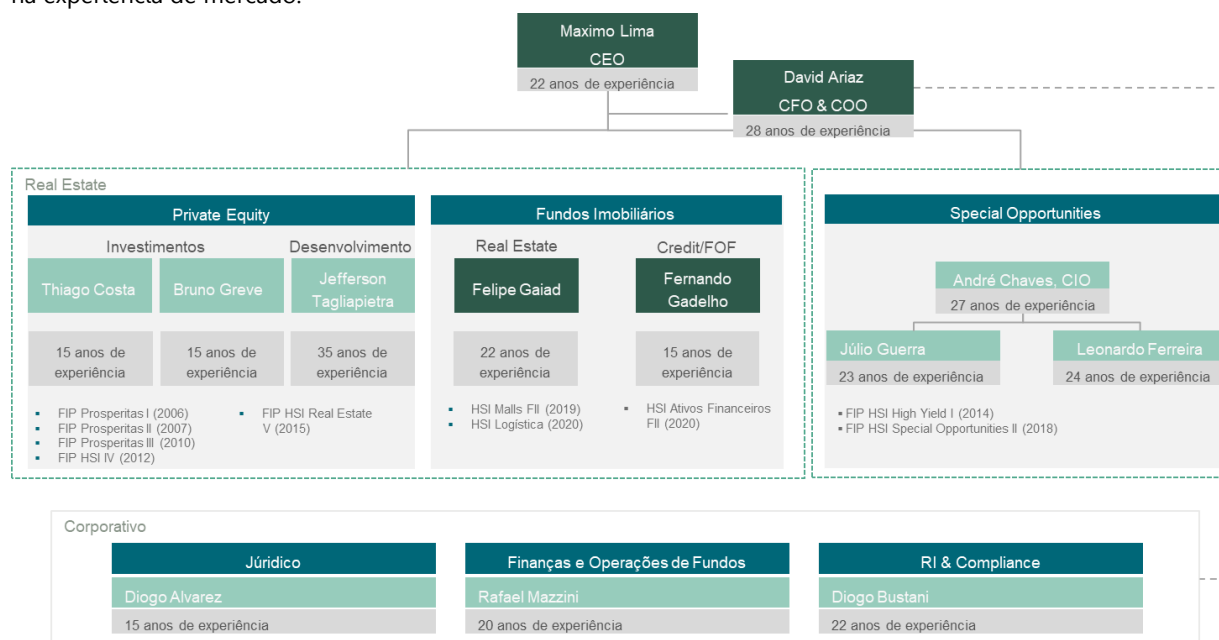 na experiência de mercado.
Maximo Lima
CEO
22 anos de experiência
David Ariaz
CFO & COO
28 anos de experiência
Real Estate
Private Equity
Investimentos
Desenvolvimento
Thiago Costa
Bruno Greve
Jefferson
Tagliapietra
15 anos de
experiência
15 anos de
experiência
35 anos de
experiência
▪ FIP Prosperitas I (2006)
▪ FIP Prosperitas II (2007)
▪ FIP Prosperitas III (2010)
▪ FIP HSI IV (2012)
▪ FIP HSI Real Estate
V (2015)
Fundos Imobiliários
Real Estate
Credit/FOF
Felipe Gaiad
Fernando
Gadelho
22 anos de
experiência
15 anos de
experiência
▪ HSI Malls FII (2019)
▪ HSI Logística (2020)
▪ HSI Ativos Financeiros
FII (2020)
Special Opportunities
André Chaves, CIO
27 anos de experiência
Júlio Guerra
23 anos de experiência
Leonardo Ferreira
24 anos de experiência
▪ FIP HSI High Yield I (2014)
▪ FIP HSI Special Opportunities II (2018)
Corporativo
Júridico
Diogo Alvarez
15 anos de experiência
Finanças e Operações de Fundos
Rafael Mazzini
20 anos de experiência
RI & Compliance
Diogo Bustani
22 anos de experiência